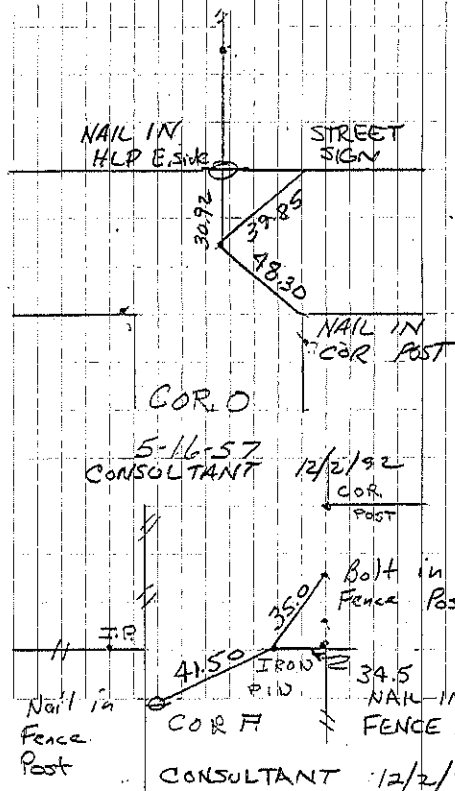 NAIL IN
HLP E. side
STREET
SIGN
30.92
39.85
48.30
NAIL IN
COR POST
COR. O
5-16-57
CONSULTANT
12/2/92
COR.
POST
Bolt in
Fence Pos
35.0
I.P.
41.50
IRON
PIN
34.5
NAIL IN
FENCE
Nail in
Fence
Post
COR A
CONSULTANT
12/2/